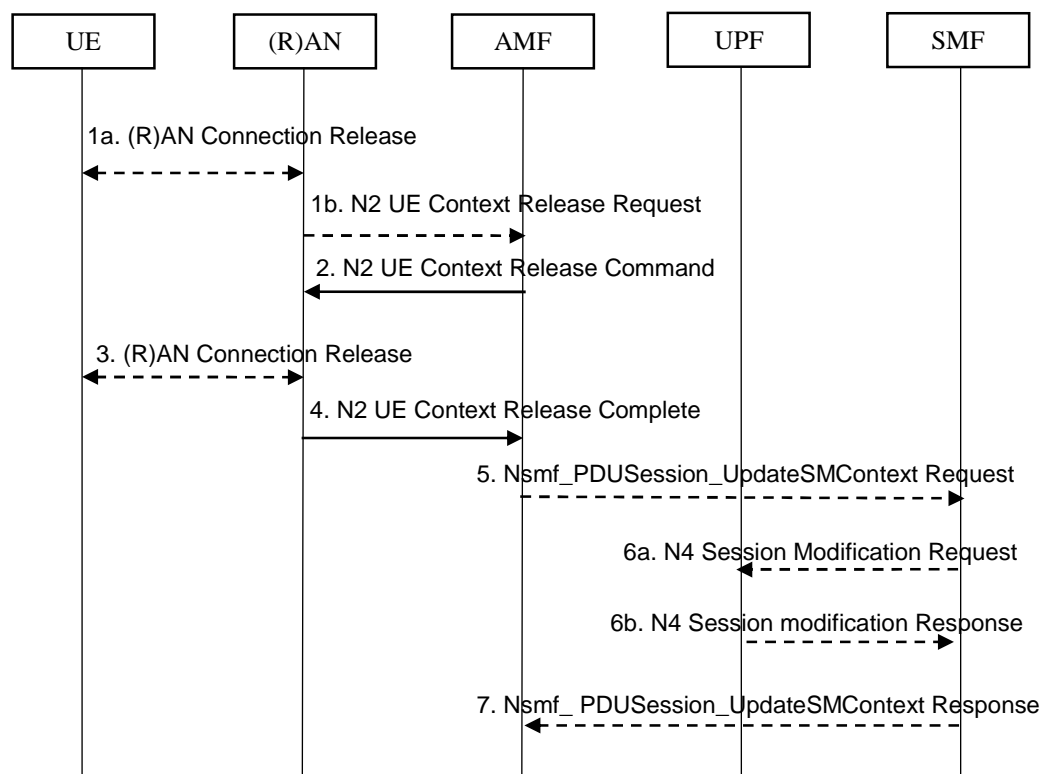 UE
(R)AN
AMF
UPF
SMF
1a. (R)AN Connection Release
1b. N2 UE Context Release Request
2. N2 UE Context Release Command
3. (R)AN Connection Release
4. N2 UE Context Release Complete
5. Nsmf_PDUSession_UpdateSMContext Request
6a. N4 Session Modification Request
6b. N4 Session modification Response
7. Nsmf_ PDUSession_UpdateSMContext Response